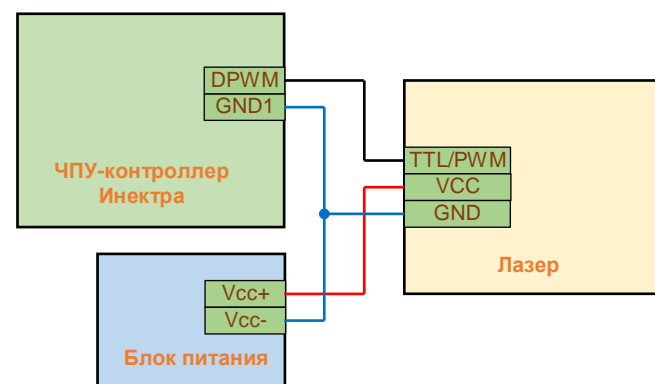 DPWM
GND1
ЧПУ-контроллер
Инектра
TTL/PWM
VCC
GND
Лазер
Vcc+
Vcc-
Блок питания